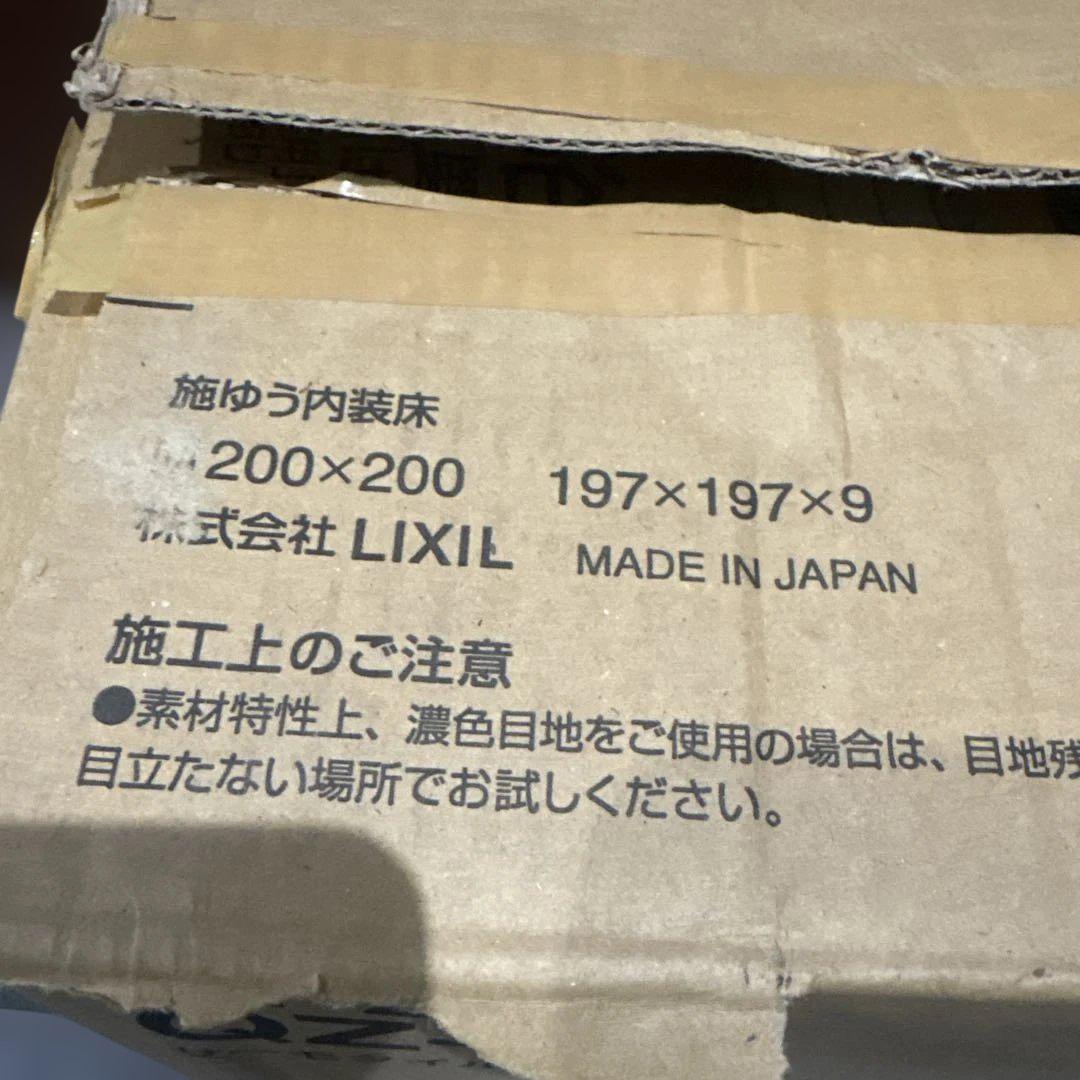 施ゆう内装床
200×200 197×197×9
株式会社 LIXIL MADE IN JAPAN
施工上のご注意
●素材特性上、濃色目地をご使用の場合は、目地残
目立たない場所でお試しください。